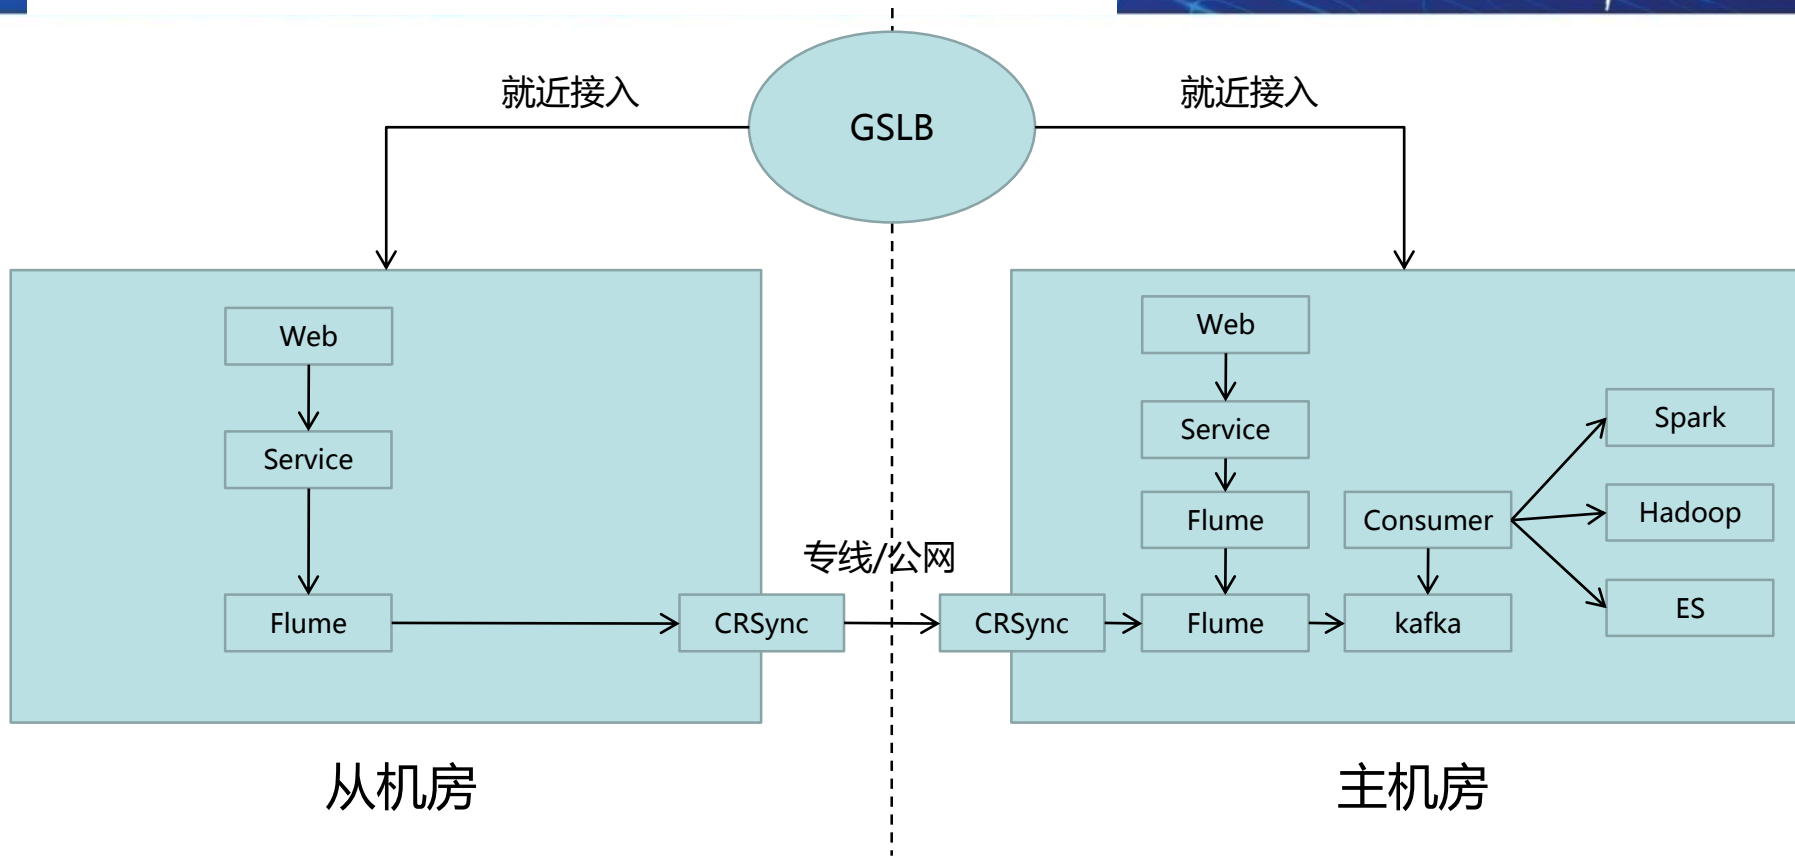 就近接入
就近接入
GSLB
Web
Service
Flume
CRSync
专线/公网
CRSync
Web
Service
Flume
Flume
Consumer
kafka
Spark
Hadoop
ES
从机房
主机房